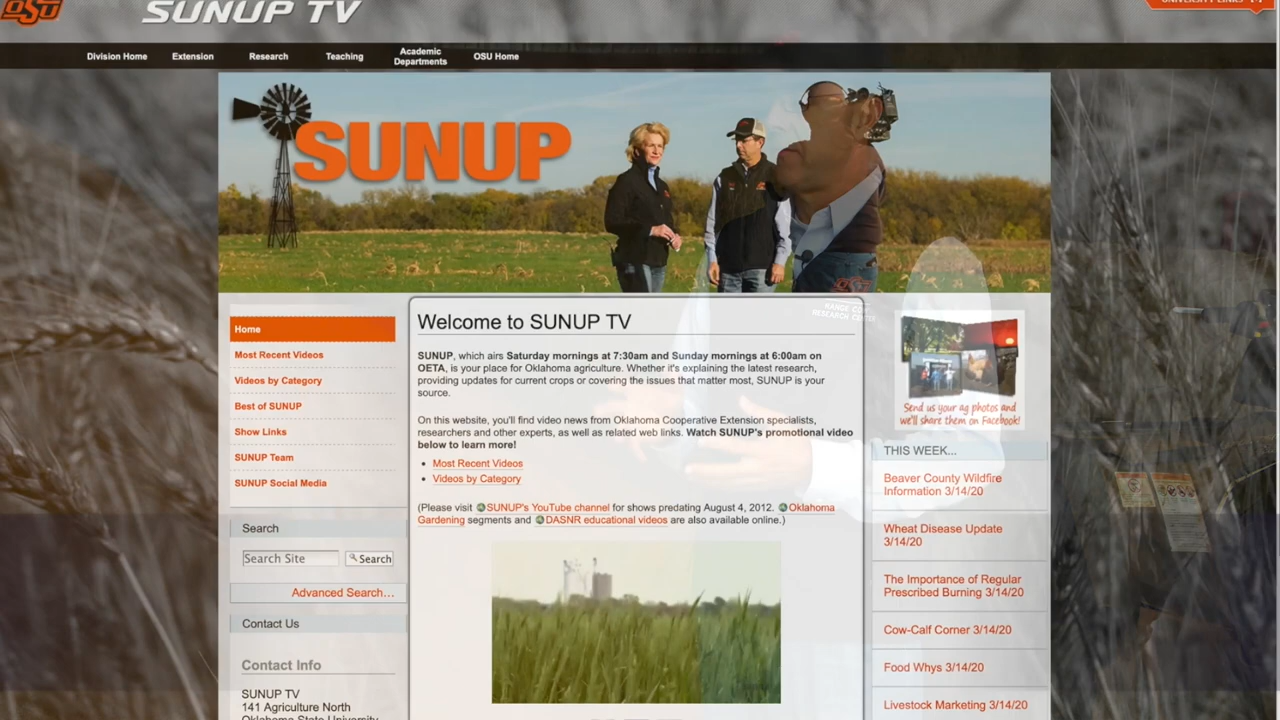 OSU
SUNUP TV
UNIVERSITY LINKS [+]
Division Home
Extension
Research
Teaching
Academic
Departments
OSU Home
SUNUP
OSU
RANGE COW
RESEARCH CENTER
Home
Most Recent Videos
Videos by Category
Best of SUNUP
Show Links
SUNUP Team
SUNUP Social Media
Search
Search Site
Search
Advanced Search…
Contact Us
Contact Info
SUNUP TV
141 Agriculture North
Oklahoma State University
Welcome to SUNUP TV
SUNUP, which airs Saturday mornings at 7:30am and Sunday mornings at 6:00am on
OETA, is your place for Oklahoma agriculture. Whether it's explaining the latest research,
providing updates for current crops or covering the issues that matter most, SUNUP is your
source.
On this website, you'll find video news from Oklahoma Cooperative Extension specialists,
researchers and other experts, as well as related web links. Watch SUNUP's promotional video
below to learn more!
• Most Recent Videos
• Videos by Category
(Please visit SUNUP's YouTube channel for shows predating August 4, 2012. Oklahoma
Gardening segments and DASNR educational videos are also available online.)
Send us your ag photos and
we'll share them on Facebook!
THIS WEEK...
Beaver County Wildfire
Information 3/14/20
Wheat Disease Update
3/14/20
The Importance of Regular
Prescribed Burning 3/14/20
Cow-Calf Corner 3/14/20
Food Whys 3/14/20
Livestock Marketing 3/14/20